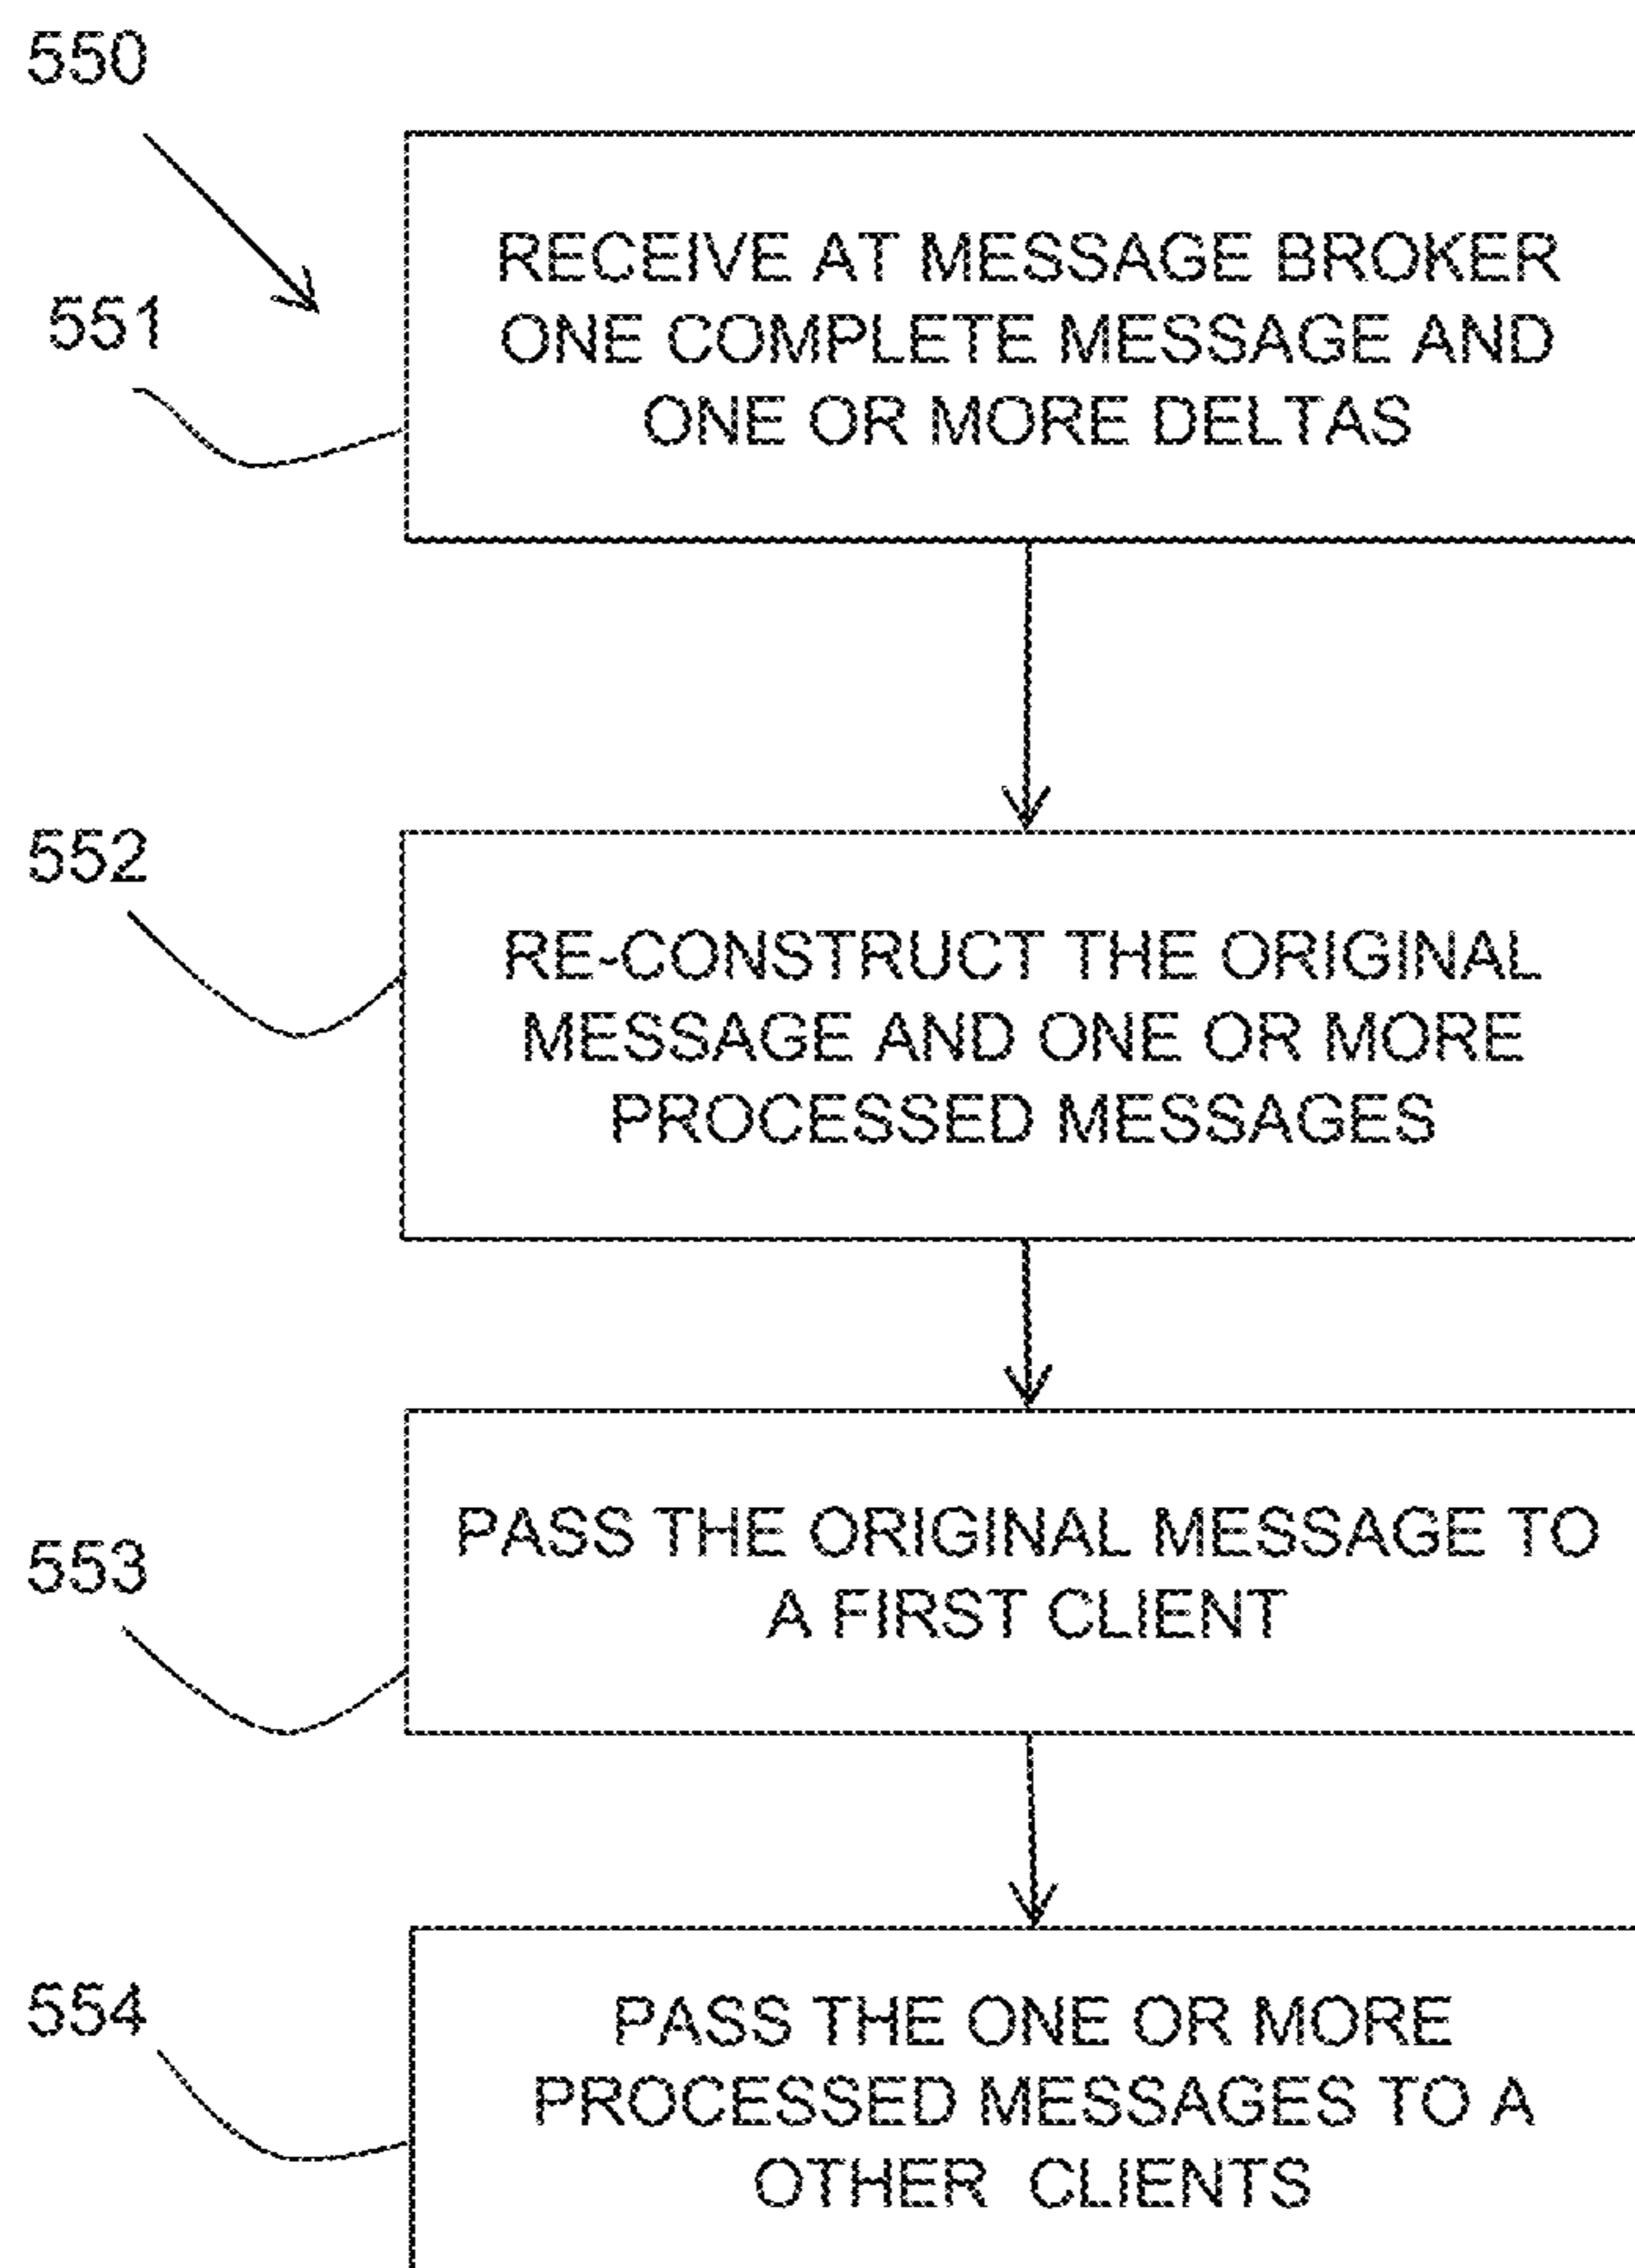 550
551
RECEIVE AT MESSAGE BROKER
ONE COMPLETE MESSAGE AND
ONE OR MORE DELTAS
552
RE-CONSTRUCT THE ORIGINAL
MESSAGE AND ONE OR MORE
PROCESSED MESSAGES
553
PASS THE ORIGINAL MESSAGE TO
A FIRST CLIENT
554
PASS THE ONE OR MORE
PROCESSED MESSAGES TO A
OTHER CLIENTS